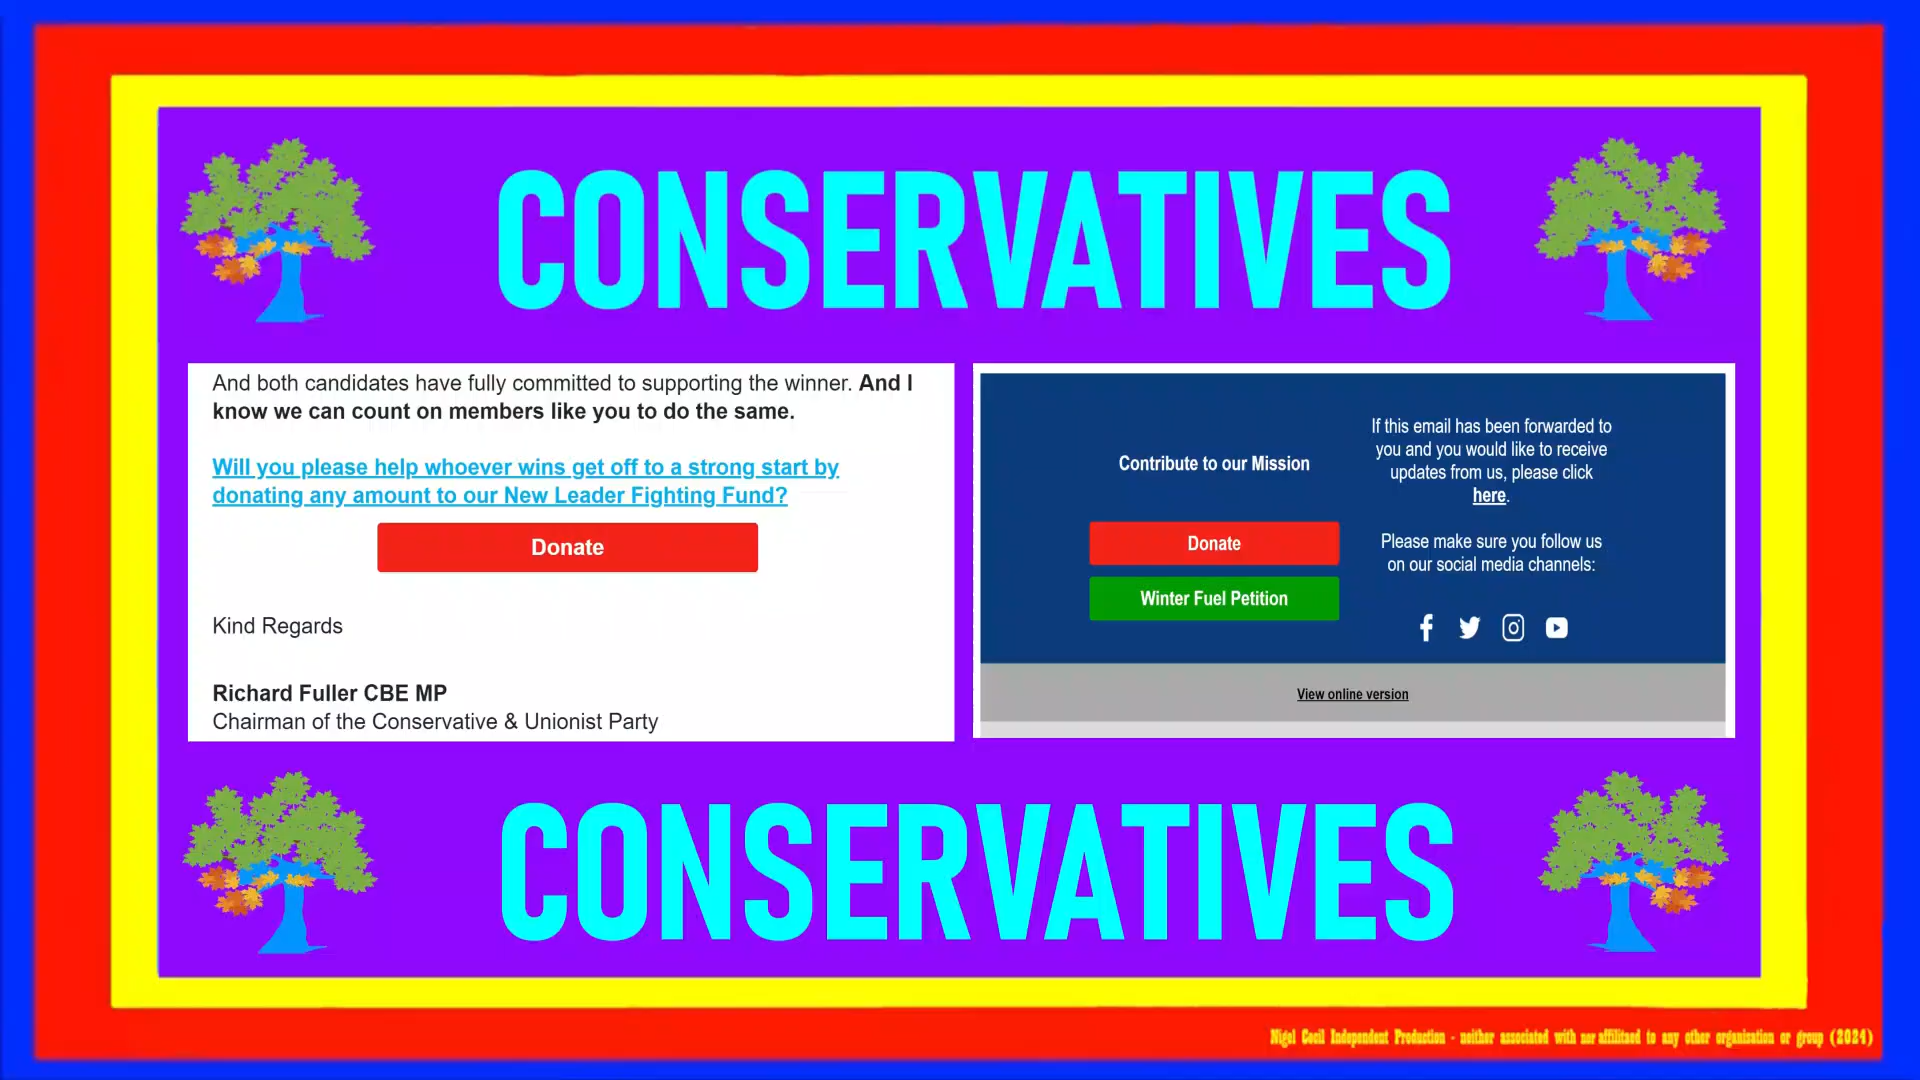 CONSERVATIVES
And both candidates have fully committed to supporting the winner. And I
know we can count on members like you to do the same.
Will you please help whoever wins get off to a strong start by
donating any amount to our New Leader Fighting Fund?
Donate
Kind Regards
Richard Fuller CBE MP
Chairman of the Conservative & Unionist Party
Contribute to our Mission
Donate
Winter Fuel Petition
If this email has been forwarded to
you and you would like to receive
updates from us, please click
here.
Please make sure you follow us
on our social media channels:
View online version
CONSERVATIVES
Nigel Cecil Independent Production - neither associated with nor affilitaed to any other organisation or group (2024)